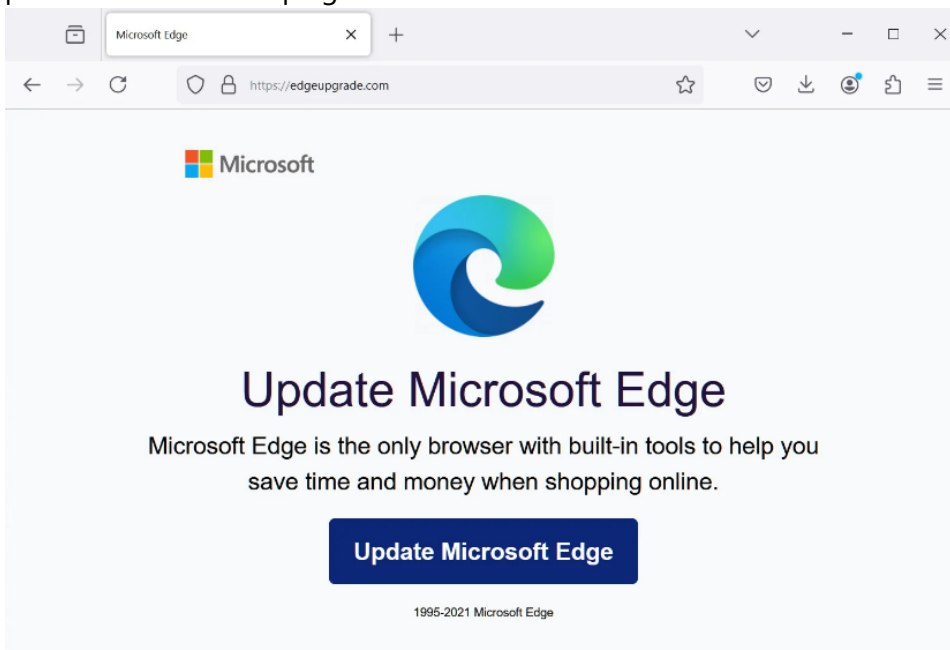 Microsoft Edge
https://edgeupgrade.com
Microsoft
Update Microsoft Edge
Microsoft Edge is the only browser with built-in tools to help you
save time and money when shopping online.
Update Microsoft Edge
1995-2021 Microsoft Edge